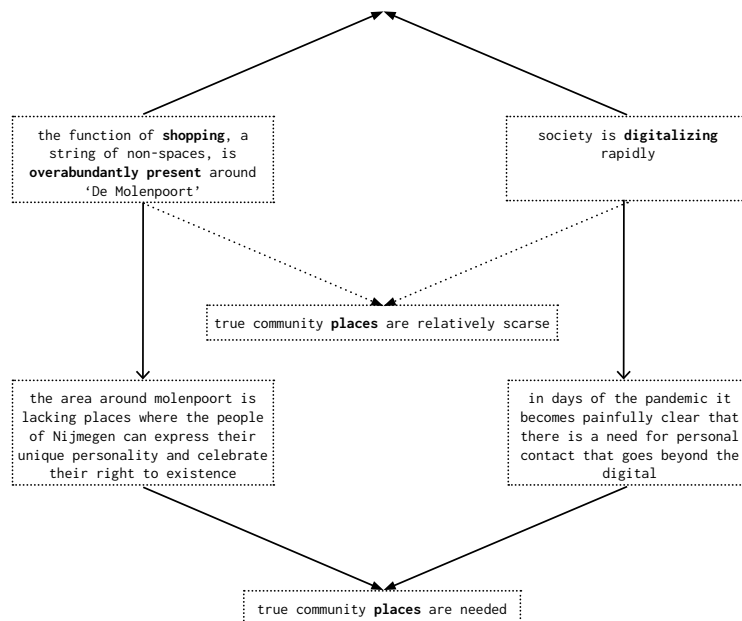 the function of shopping, a
string of non-spaces, is
overabundantly present around
‘De Molenpoort’
society is digitalizing
rapidly
true community places are relatively scarse
the area around molenpoort is
lacking places where the people
of Nijmegen can express their
unique personality and celebrate
their right to existence
in days of the pandemic it
becomes painfully clear that
there is a need for personal
contact that goes beyond the
digital
true community places are needed